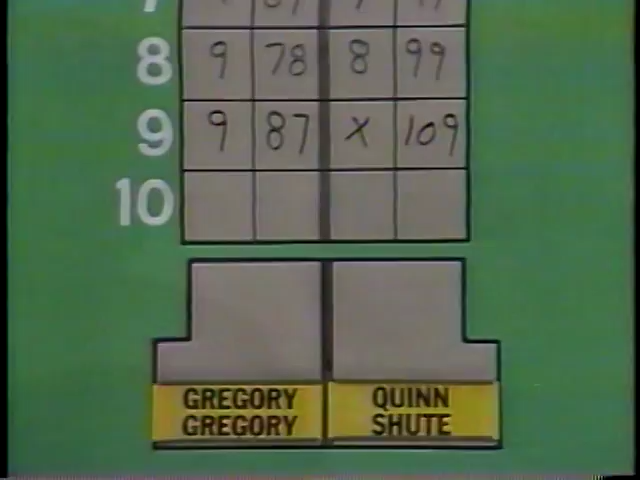 8 9 78 8 99
9 9 87 X 109
10
GREGORY QUINN
GREGORY SHUTE